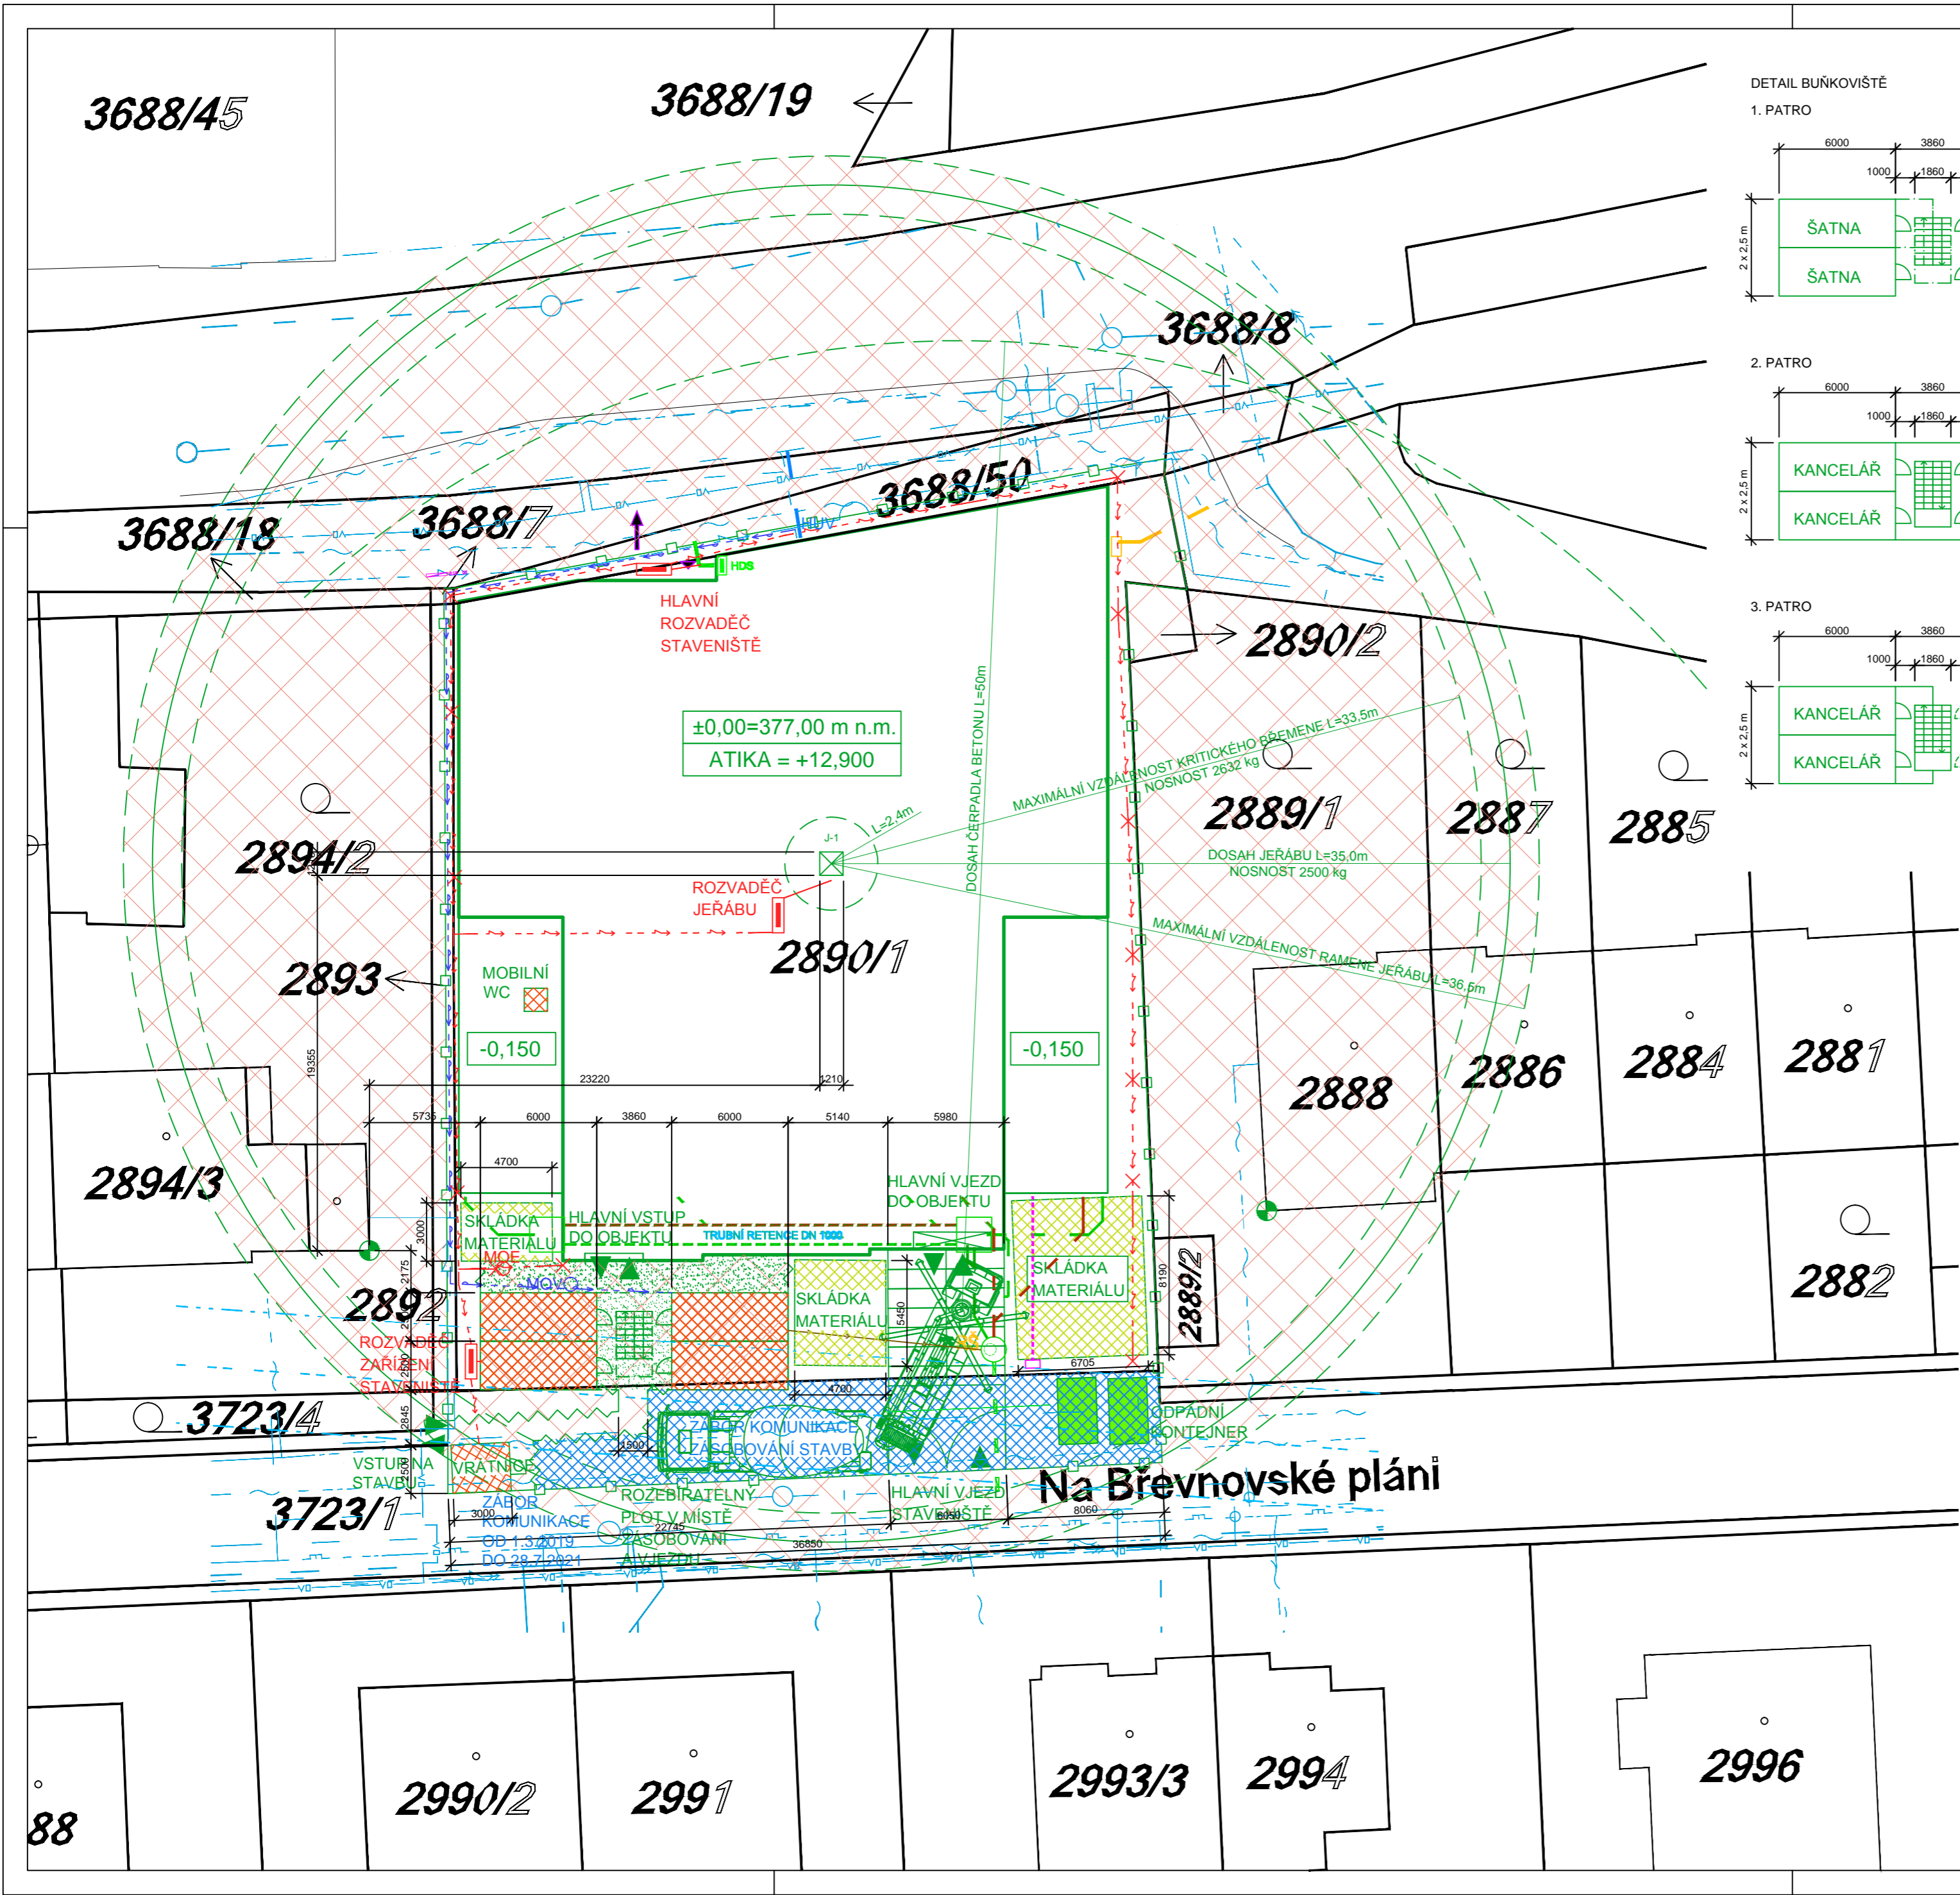 3688/45
3688/19
DETAIL BUŇKOVIŠTĚ
1. PATRO
6000
3860
1000
1860
2 x 2,5 m
ŠATNA
ŠATNA
3688/8
2. PATRO
6000
3860
1000
1860
2 x 2,5 m
KANCELÁŘ
KANCELÁŘ
3688/50
3688/18
3688/7
HUV
HDS
HLAVNÍ
ROZVADĚČ
STAVENIŠTĚ
3. PATRO
6000
3860
1000
1860
2 x 2,5 m
KANCELÁŘ
KANCELÁŘ
2890/2
±0,00=377,00 m n.m.
ATIKA = +12,900
DOSAH ČERPADLA BETONU L=50m
MAXIMÁLNÍ VZDÁLENOST KRITICKÉHO BŘEMENE L=33,5m
NOSNOST 2632 kg
2889/1
2887
2885
2894/2
J-1
L=2,4m
DOSAH JEŘÁBU L=35,0m
NOSNOST 2500 kg
ROZVADĚČ
JEŘÁBU
MAXIMÁLNÍ VZDÁLENOST RAMENE JEŘÁBU L=36,5m
2890/1
2893
MOBILNÍ
WC
-0,150
-0,150
19355
23220
1210
2888
2886
2884
2881
5735
6000
3860
6000
5140
5980
4700
2894/3
HLAVNÍ VJEZD
DO OBJEKTU
SKLÁDKA
MATERIÁLU
HLAVNÍ VSTUP
DO OBJEKTU
TRUBNÍ RETENCE DN 1000
3000
MOE
MOVO
2175
SKLÁDKA
MATERIÁLU
SKLÁDKA
MATERIÁLU
5450
8190
2889/2
2882
2892
ROZVADĚČ
ZAŘÍZENÍ
STAVENIŠTĚ
2500
6705
4700
3723/4
2845
ZÁBOR KOMUNIKACE
ZÁSOBOVÁNÍ STAVBY
1500
ODPADNÍ
KONTEJNER
VSTUP NA
STAVBU
2500
VRÁTNICE
Na Břevnovské pláni
3723/1
ZÁBOR
KOMUNIKACE
OD 1.3.2019
DO 28.7.2021
3000
ROZEBÍRATELNÝ
PLOT V MÍSTĚ
ZÁSOBOVÁNÍ
A VJEZDU
HLAVNÍ VJEZD
STAVENIŠTĚ
22745
6050
8060
36850
88
2990/2
2991
2993/3
2994
2996